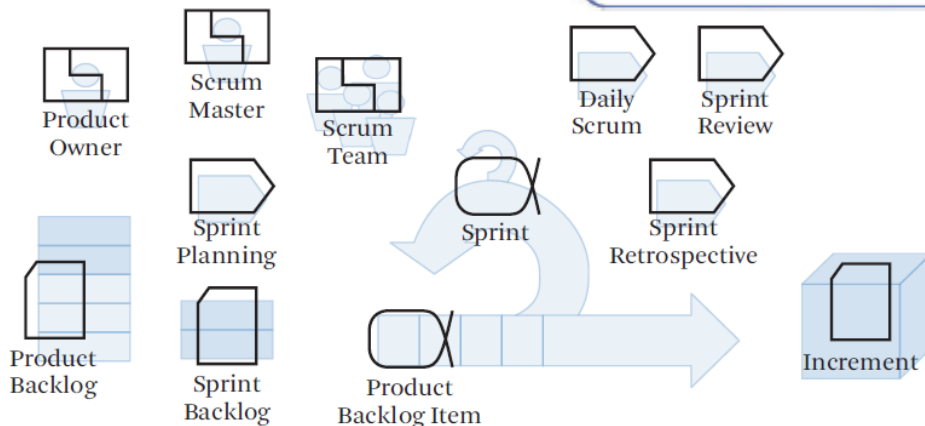 Product
Owner
Scrum
Master
Scrum
Team
Daily
Scrum
Sprint
Review
Sprint
Planning
Sprint
Sprint
Retrospective
Product
Backlog
Sprint
Backlog
Product
Backlog Item
Increment